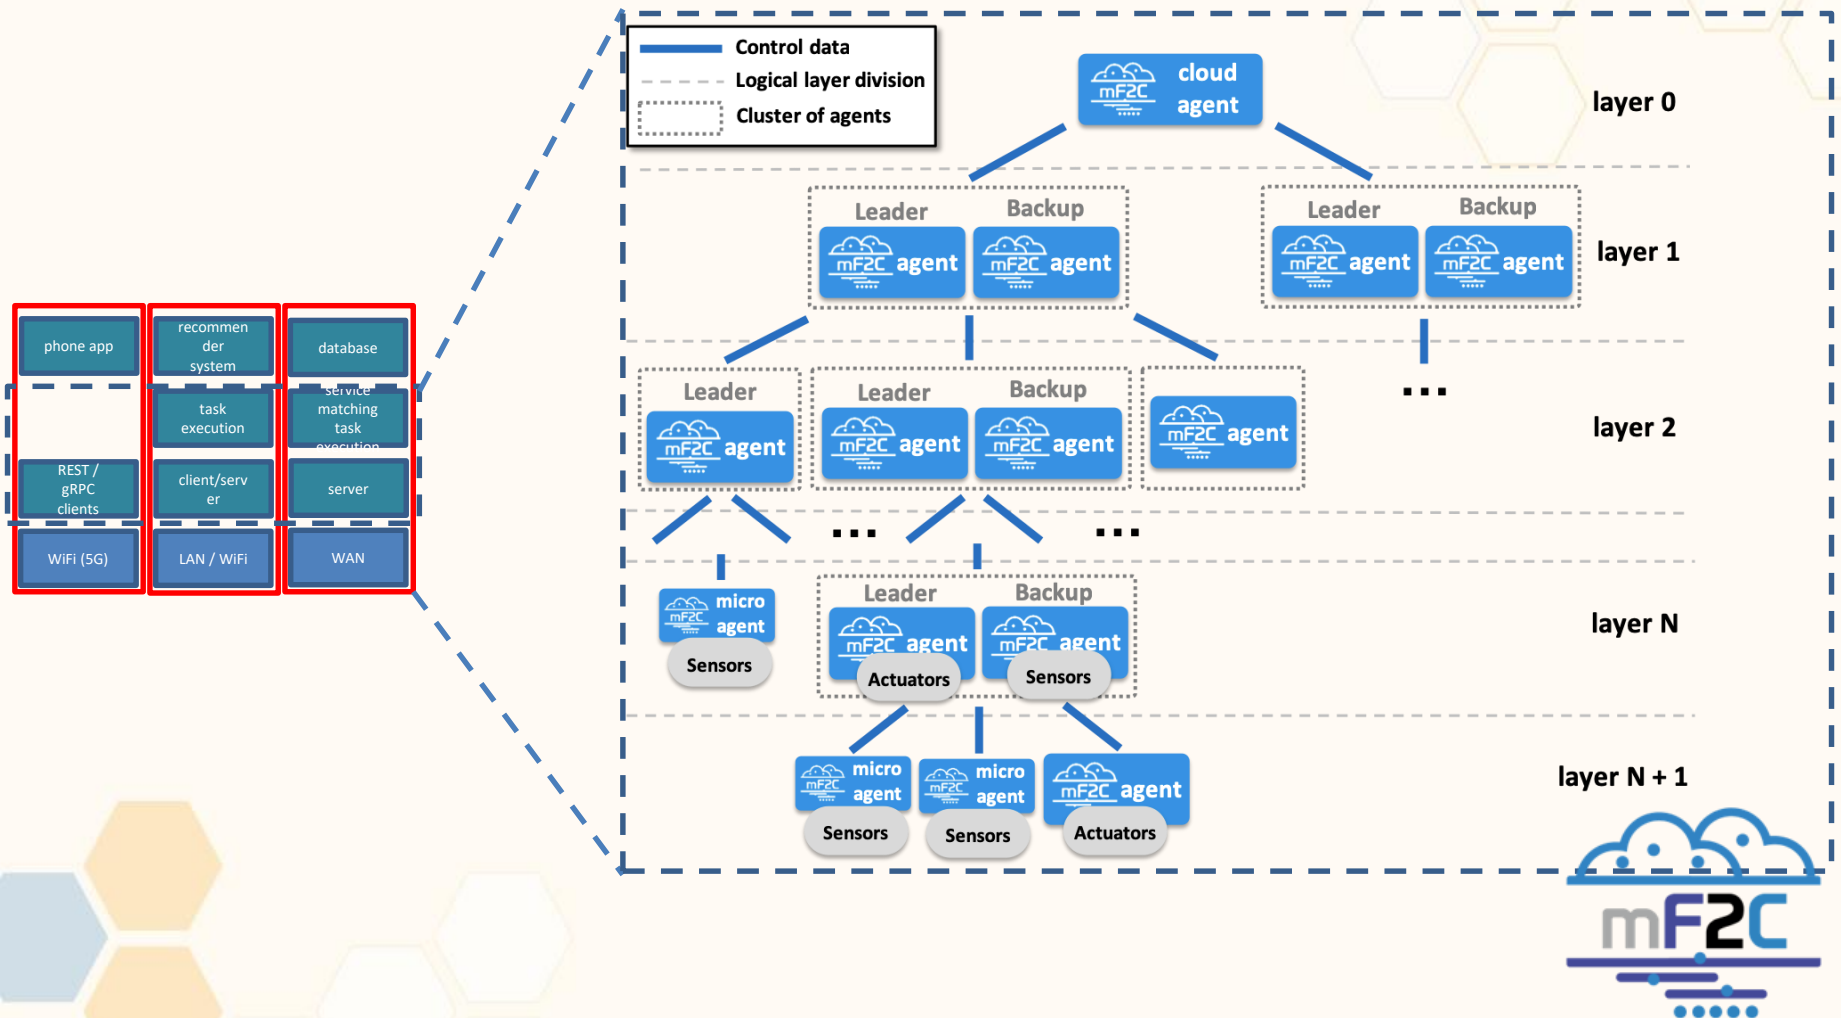 Control data
Logical layer division
Cluster of agents
mF2C
cloud
agent
layer 0
Leader
Backup
mF2C agent
mF2C agent
Leader
Backup
mF2C agent
mF2C agent
layer 1
phone app
recommen
der
system
database
task
execution
service
matching
task
execution
REST /
gRPC
clients
client/serv
er
server
WiFi (5G)
LAN / WiFi
WAN
Leader
mF2C agent
Leader
Backup
mF2C agent
mF2C agent
mF2C agent
...
layer 2
...
...
mF2C
micro
agent
Sensors
Leader
Backup
mF2C agent
Actuators
mF2C agent
Sensors
layer N
mF2C
micro
agent
Sensors
mF2C
micro
agent
Sensors
mF2C agent
Actuators
layer N + 1
mF2C